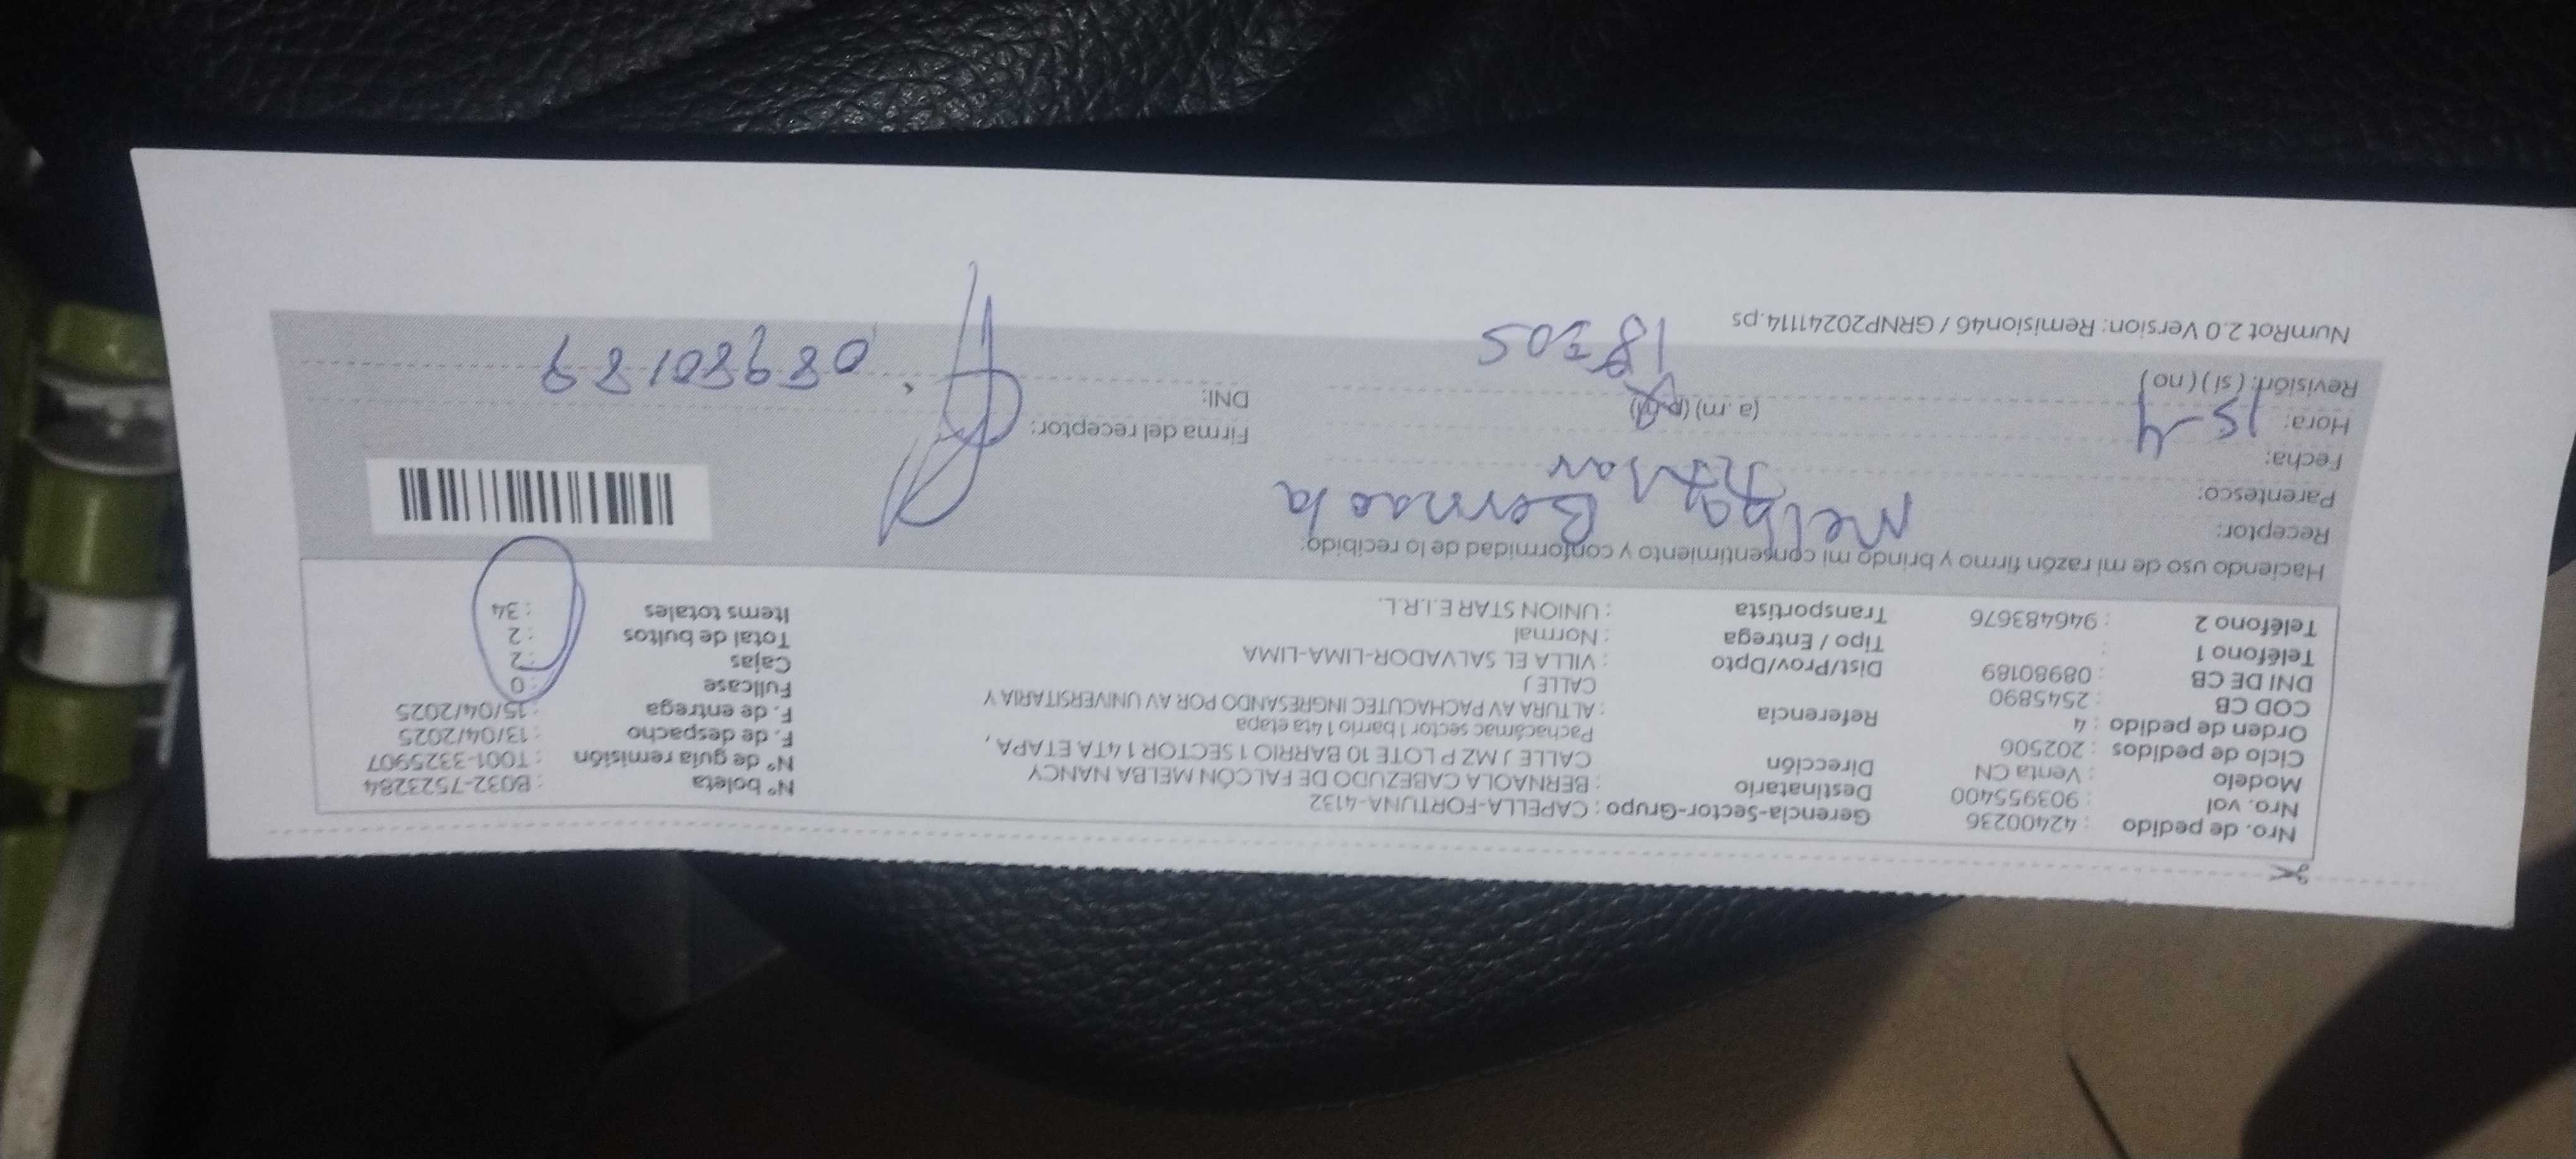 Nro. de pedido : 42400236
Nro. vol : 903955400
Modelo : Venta CN
Ciclo de pedidos : 202506
Orden de pedido : 4
COD CB : 2545890
DNI DE CB : 08980189
Teléfono 1 :
Teléfono 2 : 946483676
Gerencia-Sector-Grupo : CAPELLA-FORTUNA-4132
Destinatario : BERNAOLA CABEZUDO DE FALCÓN MELBA NANCY
Dirección : CALLE J MZ P LOTE 10 BARRIO 1 SECTOR 1 4TA ETAPA ,
Pachácamac sector 1 barrio 1 4ta etapa
Referencia : ALTURA AV PACHACUTEC INGRESANDO POR AV UNIVERSITARIA Y
CALLE J
Dist/Prov/Dpto : VILLA EL SALVADOR-LIMA-LIMA
Tipo / Entrega : Normal
Transportista : UNION STAR E.I.R.L.
N° boleta : B032-7523284
N° de guía remisión : T001-3325907
F. de despacho : 13/04/2025
F. de entrega : 15/04/2025
Fullcase : 0
Cajas : 2
Total de bultos : 2
Items totales : 34
Haciendo uso de mi razón firmo y brindo mi consentimiento y conformidad de lo recibido:
Receptor: Melba Bernaola
Parentesco:
Fecha: 15-4
Hora: (a. m) (p. m)
18:05
Revisión: (si) (no)
Firma del receptor:
DNI: 08980189
NumRot 2.0 Version: Remision46 / GRNP20241114.ps